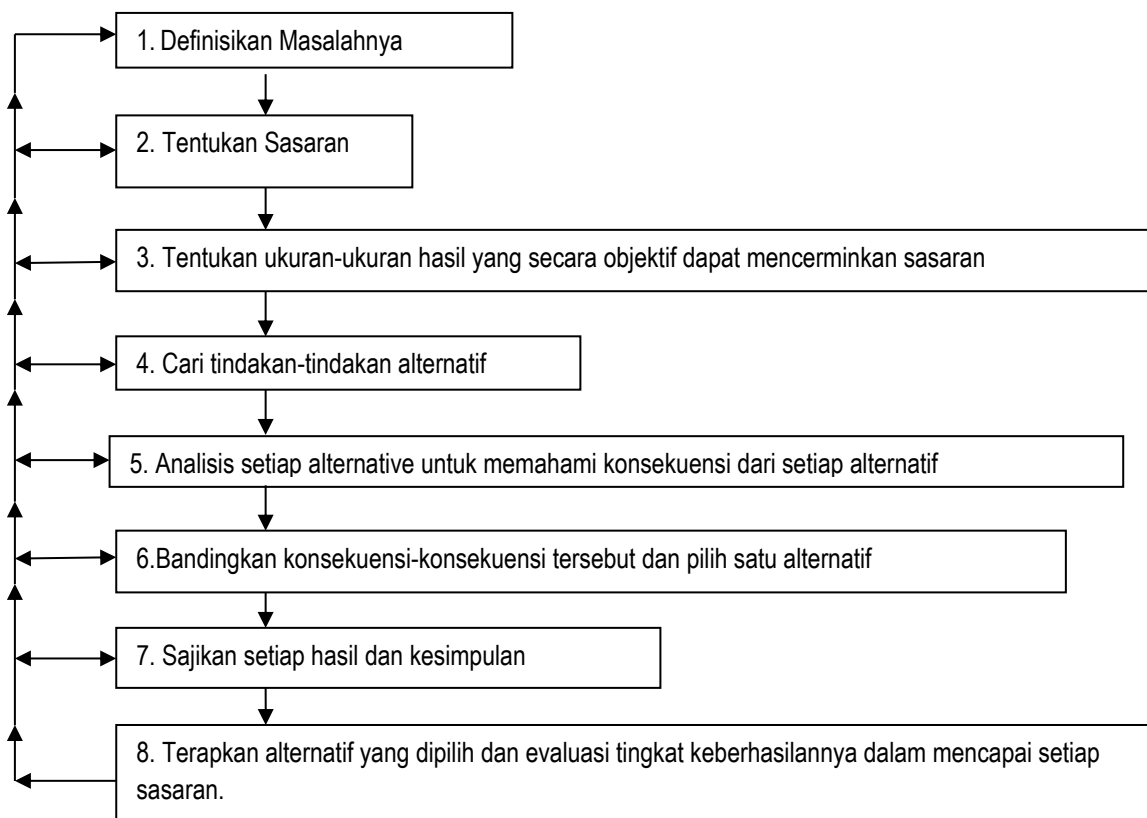 1. Definisikan Masalahnya
2. Tentukan Sasaran
3. Tentukan ukuran-ukuran hasil yang secara objektif dapat mencerminkan sasaran
4. Cari tindakan-tindakan alternatif
5. Analisis setiap alternative untuk memahami konsekuensi dari setiap alternatif
6.Bandingkan konsekuensi-konsekuensi tersebut dan pilih satu alternatif
7. Sajikan setiap hasil dan kesimpulan
8. Terapkan alternatif yang dipilih dan evaluasi tingkat keberhasilannya dalam mencapai setiap
sasaran.